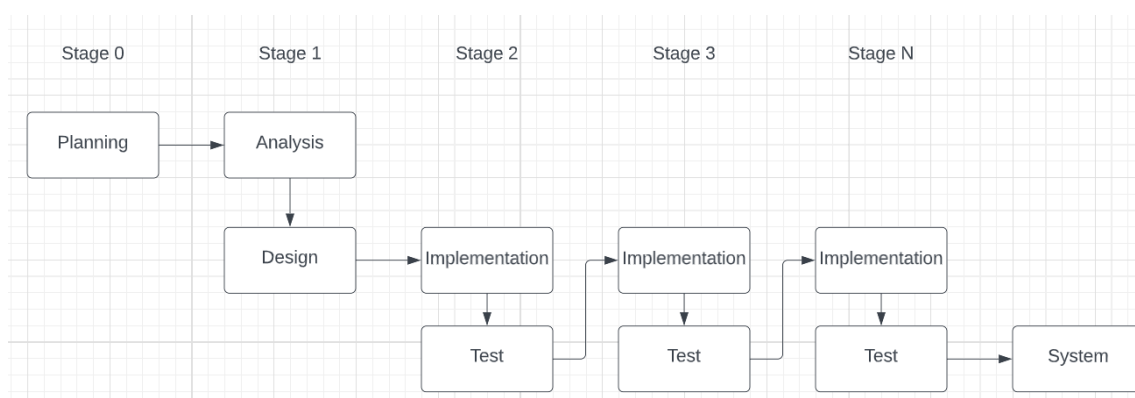 Stage 0
Stage 1
Stage 2
Stage 3
Stage N
Planning
Analysis
Design
Implementation
Implementation
Implementation
Test
Test
Test
System